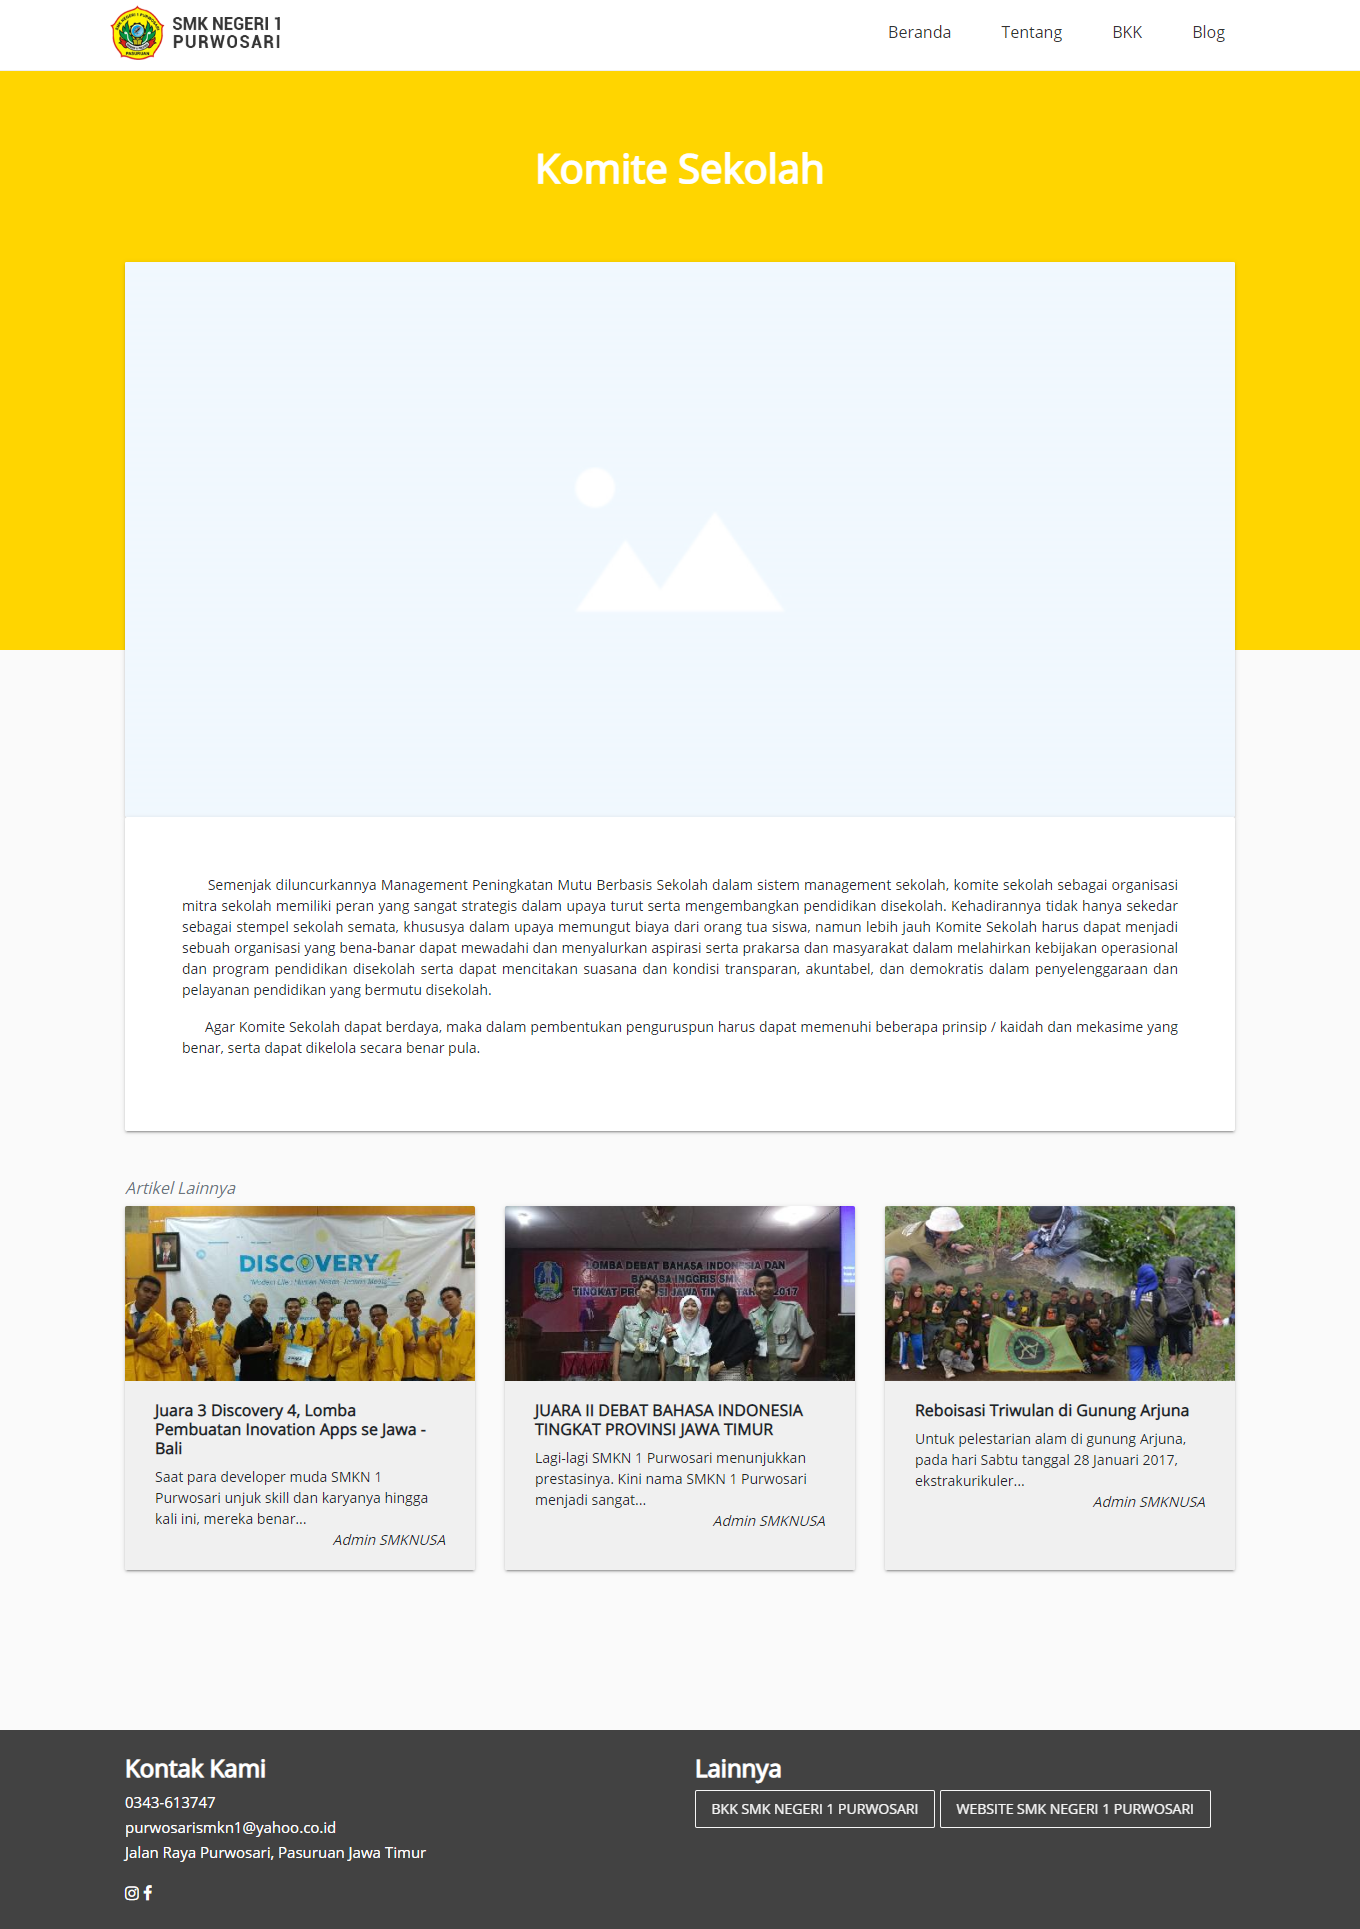 SMK NEGERI 1
PURWOSARI
Beranda
Tentang
BKK
Blog
Komite Sekolah
Semenjak diluncurkannya Management Peningkatan Mutu Berbasis Sekolah dalam sistem management sekolah, komite sekolah sebagai organisasi
mitra sekolah memiliki peran yang sangat strategis dalam upaya turut serta mengembangkan pendidikan disekolah. Kehadirannya tidak hanya sekedar
sebagai stempel sekolah semata, khususya dalam upaya memungut biaya dari orang tua siswa, namun lebih jauh Komite Sekolah harus dapat menjadi
sebuah organisasi yang bena-banar dapat mewadahi dan menyalurkan aspirasi serta prakarsa dan masyarakat dalam melahirkan kebijakan operasional
dan program pendidikan disekolah serta dapat mencitakan suasana dan kondisi transparan, akuntabel, dan demokratis dalam penyelenggaraan dan
pelayanan pendidikan yang bermutu disekolah.
Agar Komite Sekolah dapat berdaya, maka dalam pembentukan penguruspun harus dapat memenuhi beberapa prinsip / kaidah dan mekasime yang
benar, serta dapat dikelola secara benar pula.
Artikel Lainnya
DISCOVERY 4
LOMBA DEBAT BAHASA INDONESIA DAN
BAHASA INGGRIS SMK
TINGKAT PROVINSI JAWA TIMUR TAHUN 2017
Juara 3 Discovery 4, Lomba
Pembuatan Inovation Apps se Jawa -
Bali
Saat para developer muda SMKN 1
Purwosari unjuk skill dan karyanya hingga
kali ini, mereka benar...
Admin SMKNUSA
JUARA II DEBAT BAHASA INDONESIA
TINGKAT PROVINSI JAWA TIMUR
Lagi-lagi SMKN 1 Purwosari menunjukkan
prestasinya. Kini nama SMKN 1 Purwosari
menjadi sangat...
Admin SMKNUSA
Reboisasi Triwulan di Gunung Arjuna
Untuk pelestarian alam di gunung Arjuna,
pada hari Sabtu tanggal 28 Januari 2017,
ekstrakurikuler...
Admin SMKNUSA
Kontak Kami
0343-613747
purwosarismkn1@yahoo.co.id
Jalan Raya Purwosari, Pasuruan Jawa Timur
Lainnya
BKK SMK NEGERI 1 PURWOSARI
WEBSITE SMK NEGERI 1 PURWOSARI